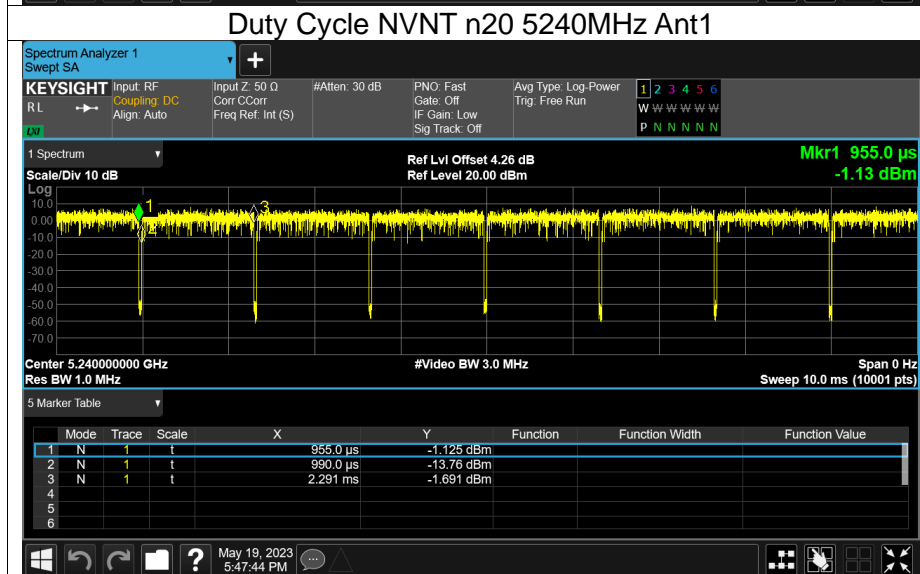 Duty Cycle NVNT n20 5240MHz Ant1
Spectrum Analyzer 1
Swept SA
+
KEYSIGHT Input: RF Input Z: 50 Ω #Atten: 30 dB PNO: Fast Avg Type: Log-Power 1 2 3 4 5 6
RL Coupling: DC Corr CCorr Gate: Off Trig: Free Run W W W W W W
Align: Auto Freq Ref: Int (S) IF Gain: Low
LXI Sig Track: Off P N N N N N
1 Spectrum Ref Lvl Offset 4.26 dB Mkr1 955.0 µs
Scale/Div 10 dB Ref Level 20.00 dBm -1.13 dBm
Log
10.0
0.00
-10.0
-20.0
-30.0
-40.0
-50.0
-60.0
-70.0
1
2
3
Center 5.240000000 GHz #Video BW 3.0 MHz Span 0 Hz
Res BW 1.0 MHz Sweep 10.0 ms (10001 pts)
5 Marker Table
Mode Trace Scale X Y Function Function Width Function Value
1 N 1 t 955.0 µs -1.125 dBm
2 N 1 t 990.0 µs -13.76 dBm
3 N 1 t 2.291 ms -1.691 dBm
4
5
6
? May 19, 2023
5:47:44 PM